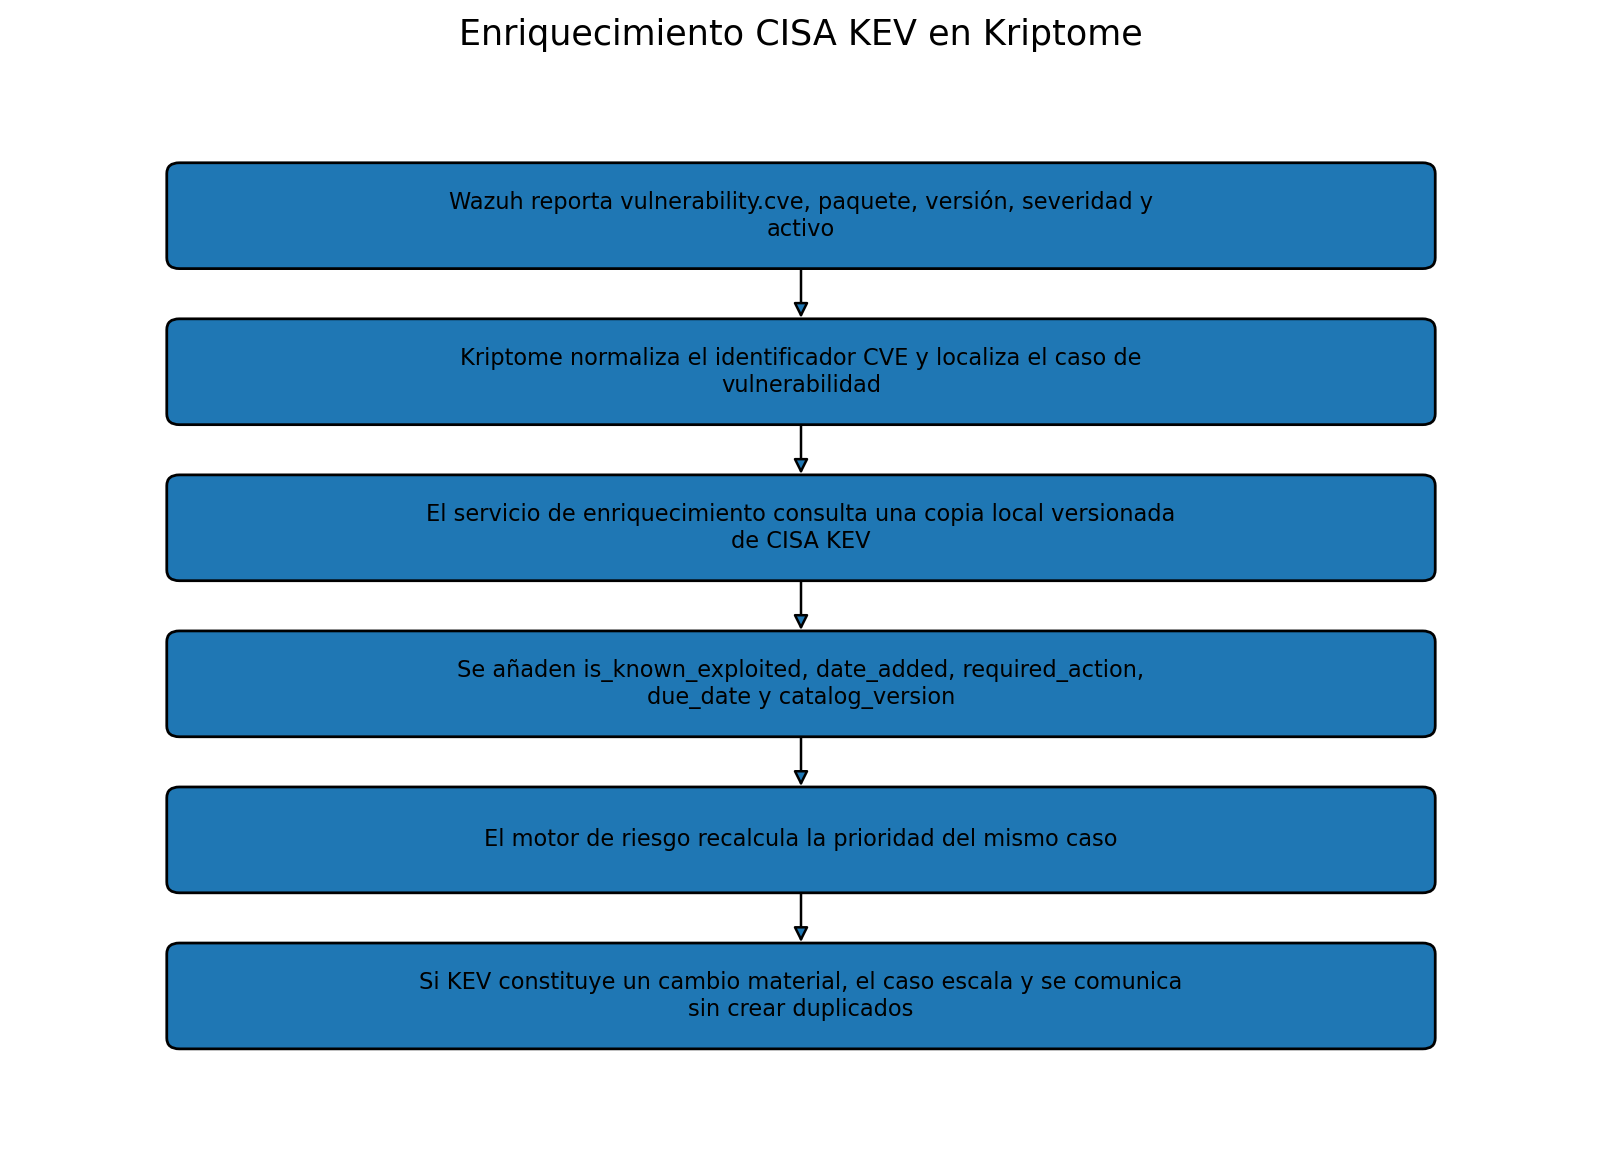 Enriquecimiento CISA KEV en Kriptome
Wazuh reporta vulnerability.cve, paquete, versión, severidad y
activo
Kriptome normaliza el identificador CVE y localiza el caso de
vulnerabilidad
El servicio de enriquecimiento consulta una copia local versionada
de CISA KEV
Se añaden is_known_exploited, date_added, required_action,
due_date y catalog_version
El motor de riesgo recalcula la prioridad del mismo caso
Si KEV constituye un cambio material, el caso escala y se comunica
sin crear duplicados